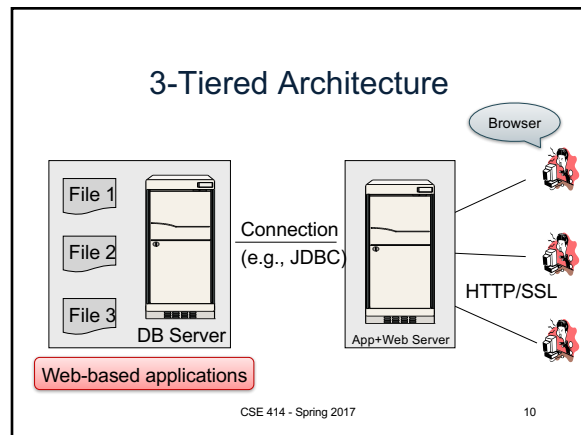 3-Tiered Architecture
Browser
File 1
File 2
File 3
DB Server
Connection
(e.g., JDBC)
App+Web Server
HTTP/SSL
Web-based applications
CSE 414 - Spring 2017
10